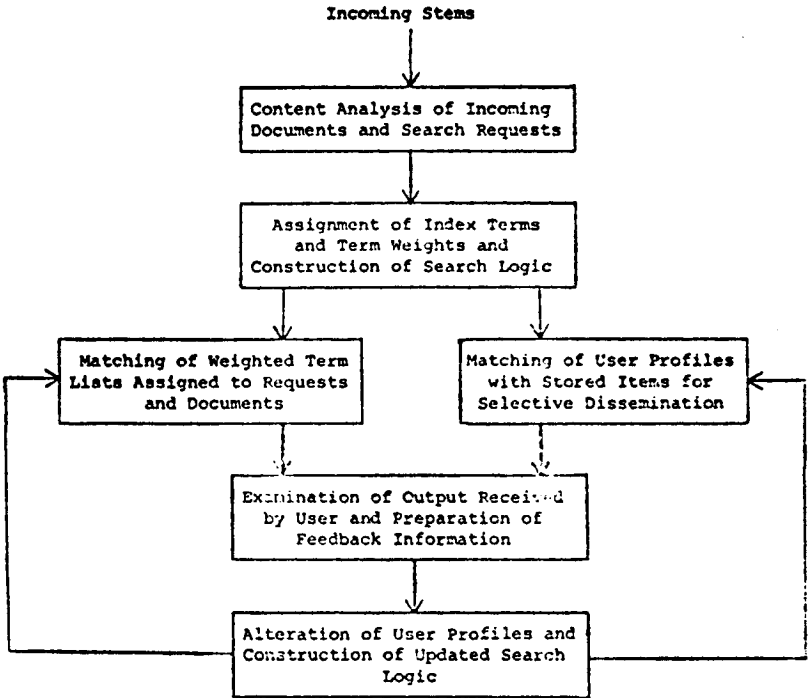 Incoming Stems
Content Analysis of Incoming
Documents and Search Requests
Assignment of Index Terms
and Term Weights and
Construction of Search Logic
Matching of Weighted Term
Lists Assigned to Requests
and Documents
Matching of User Profiles
with Stored Items for
Selective Dissemination
Examination of Output Received
by User and Preparation of
Feedback Information
Alteration of User Profiles and
Construction of Updated Search
Logic